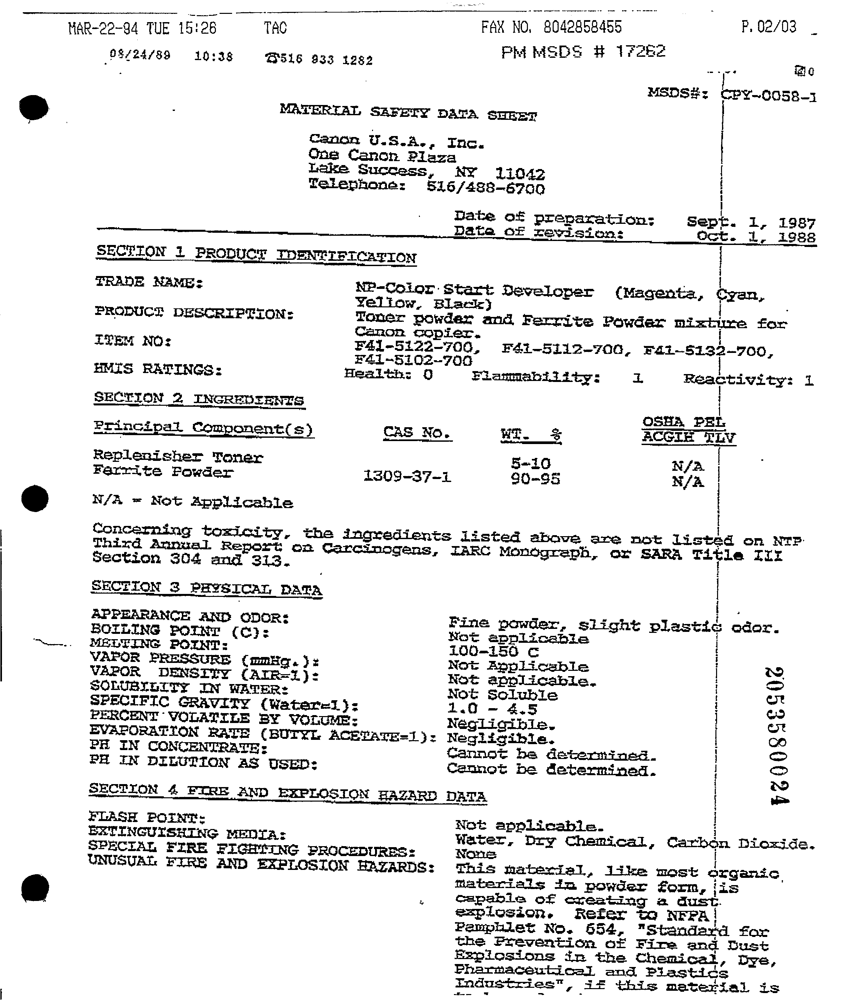 MAR-22-94 TUE 15:26 TAC FAX NO. 8042858455 P.02/03
08/24/89 10:38 ☎516 933 1282 PM MSDS # 17262
MSDS#: CPY-0058-1
MATERIAL SAFETY DATA SHEET
Canon U.S.A., Inc.
One Canon Plaza
Lake Success, NY 11042
Telephone: 516/488-6700
Date of preparation: Sept. 1, 1987
Date of revision: Oct. 1, 1988
SECTION 1 PRODUCT IDENTIFICATION
TRADE NAME: NP-Color Start Developer (Magenta, Cyan,
Yellow, Black)
PRODUCT DESCRIPTION: Toner powder and Ferrite Powder mixture for
Canon copier.
ITEM NO: F41-5122-700, F41-5112-700, F41-5132-700,
F41-5102-700
HMIS RATINGS: Health: 0 Flammability: 1 Reactivity: 1
SECTION 2 INGREDIENTS
Principal Component(s) CAS No. WT. % OSHA PEL
ACGIH TLV
Replenisher Toner 5-10 N/A
Ferrite Powder 1309-37-1 90-95 N/A
N/A = Not Applicable
Concerning toxicity, the ingredients listed above are not listed on NTP
Third Annual Report on Carcinogens, IARC Monograph, or SARA Title III
Section 304 and 313.
SECTION 3 PHYSICAL DATA
APPEARANCE AND ODOR: Fine powder, slight plastic odor.
BOILING POINT (C): Not applicable
MELTING POINT: 100-150 C
VAPOR PRESSURE (mmHg.): Not Applicable
VAPOR DENSITY (AIR=1): Not applicable.
SOLUBILITY IN WATER: Not Soluble
SPECIFIC GRAVITY (Water=1): 1.0 - 4.5
PERCENT VOLATILE BY VOLUME: Negligible.
EVAPORATION RATE (BUTYL ACETATE=1): Negligible.
PH IN CONCENTRATE: Cannot be determined.
PH IN DILUTION AS USED: Cannot be determined.
2053580024
SECTION 4 FIRE AND EXPLOSION HAZARD DATA
FLASH POINT: Not applicable.
EXTINGUISHING MEDIA: Water, Dry Chemical, Carbon Dioxide.
SPECIAL FIRE FIGHTING PROCEDURES: None
UNUSUAL FIRE AND EXPLOSION HAZARDS: This material, like most organic
materials in powder form, is
capable of creating a dust
explosion. Refer to NFPA
Pamphlet No. 654, "Standard for
the Prevention of Fire and Dust
Explosions in the Chemical, Dye,
Pharmaceutical and Plastics
Industries", if this material is